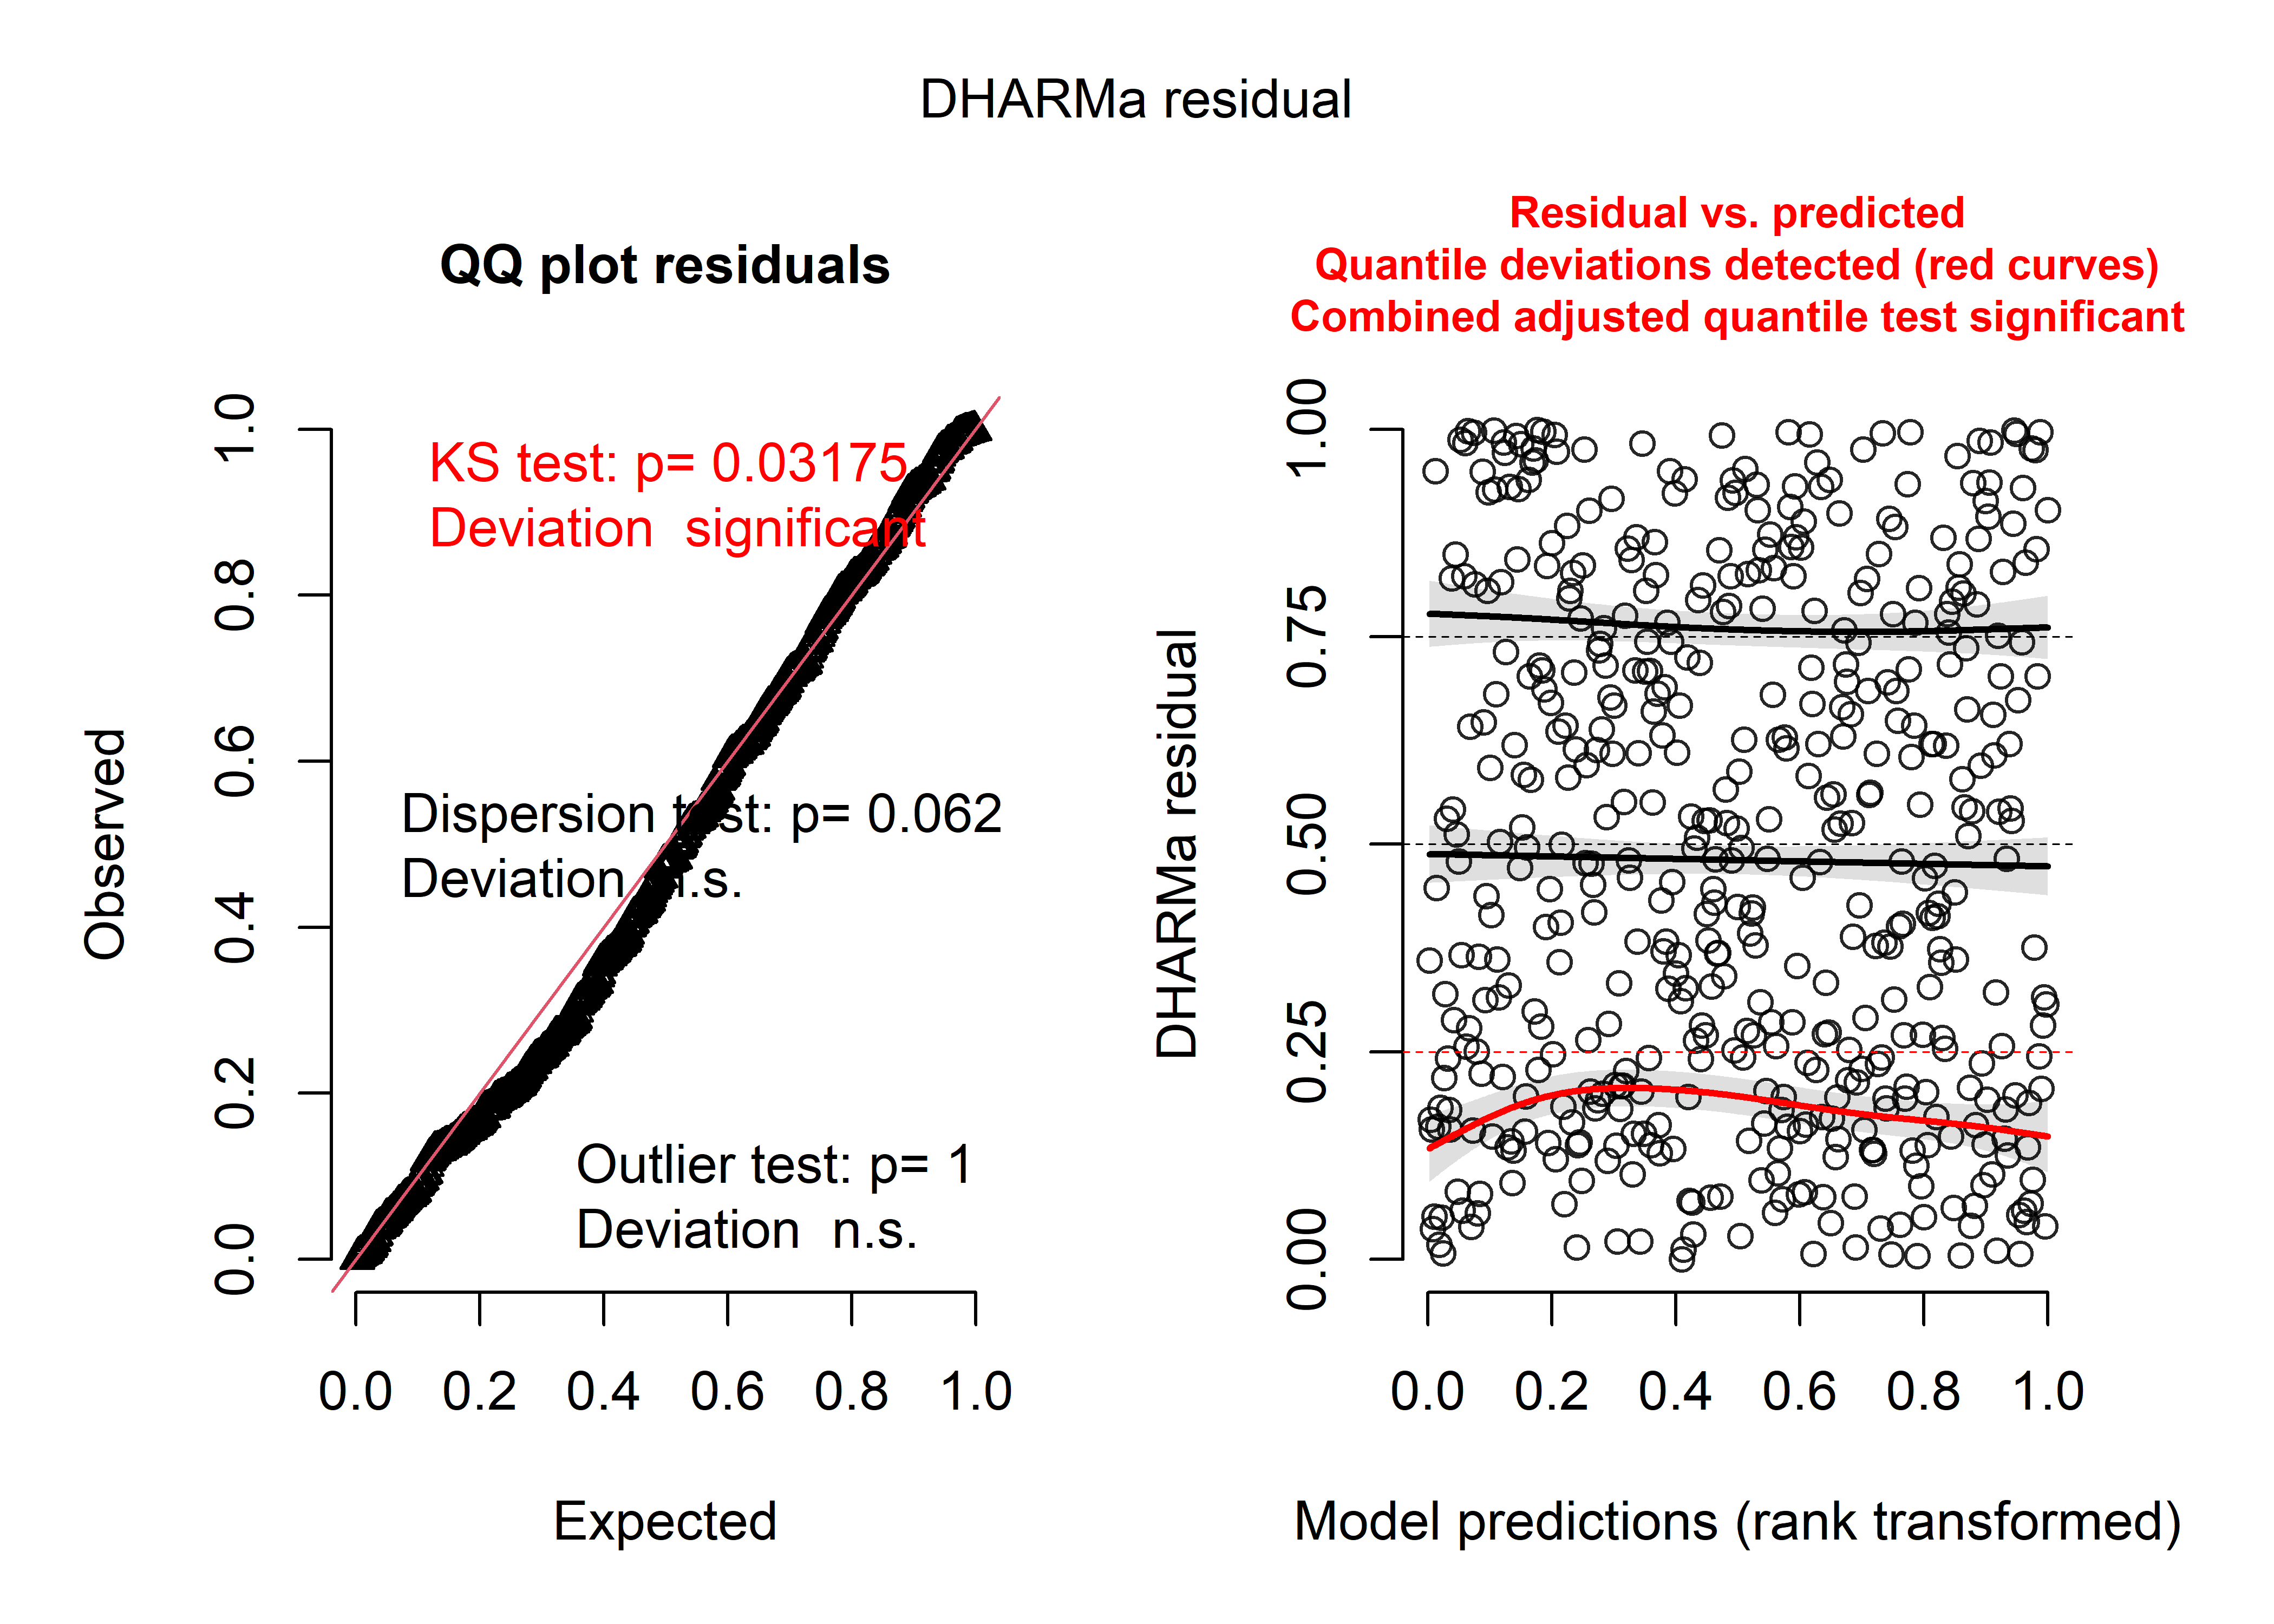 DHARMa residual
QQ plot residuals
KS test: p= 0.03175
Deviation  significant
Dispersion test: p= 0.062
Deviation  n.s.
Outlier test: p= 1
Deviation  n.s.
Observed
1.0
0.8
0.6
0.4
0.2
0.0
0.0 0.2 0.4 0.6 0.8 1.0
Expected
Residual vs. predicted
Quantile deviations detected (red curves)
Combined adjusted quantile test significant
DHARMa residual
1.00
0.75
0.50
0.25
0.00
0.0 0.2 0.4 0.6 0.8 1.0
Model predictions (rank transformed)